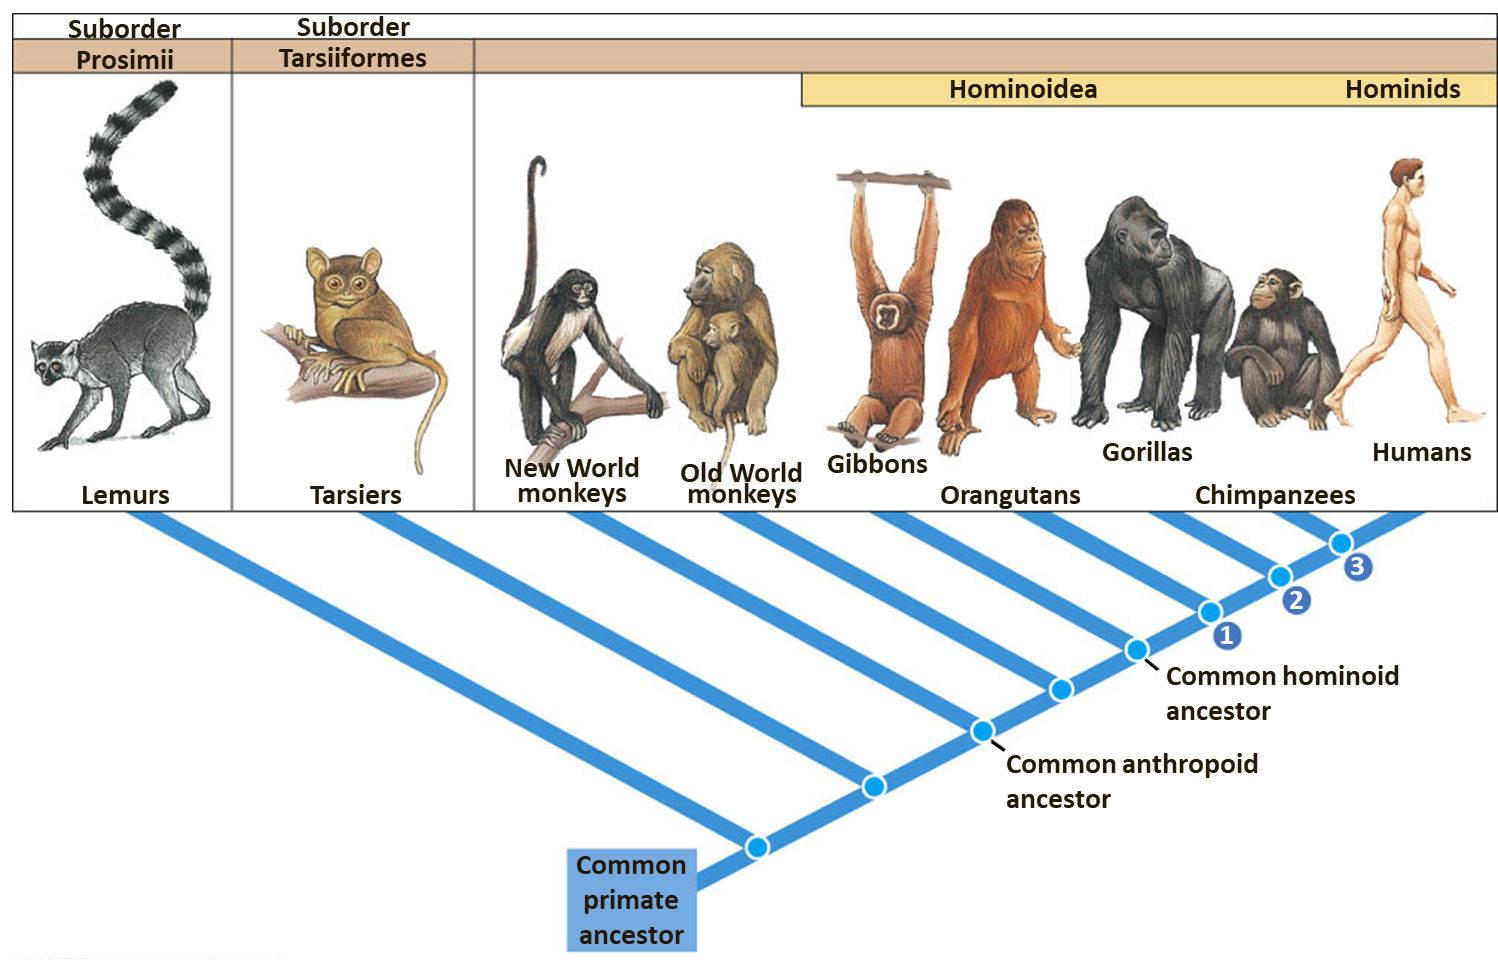 Suborder
Suborder
Prosimii
Tarsiiformes
Hominoidea
Hominids
New World
monkeys
Old World
monkeys
Gibbons
Gorillas
Humans
Lemurs
Tarsiers
Orangutans
Chimpanzees
3
2
1
Common hominoid
ancestor
Common anthropoid
ancestor
Common
primate
ancestor